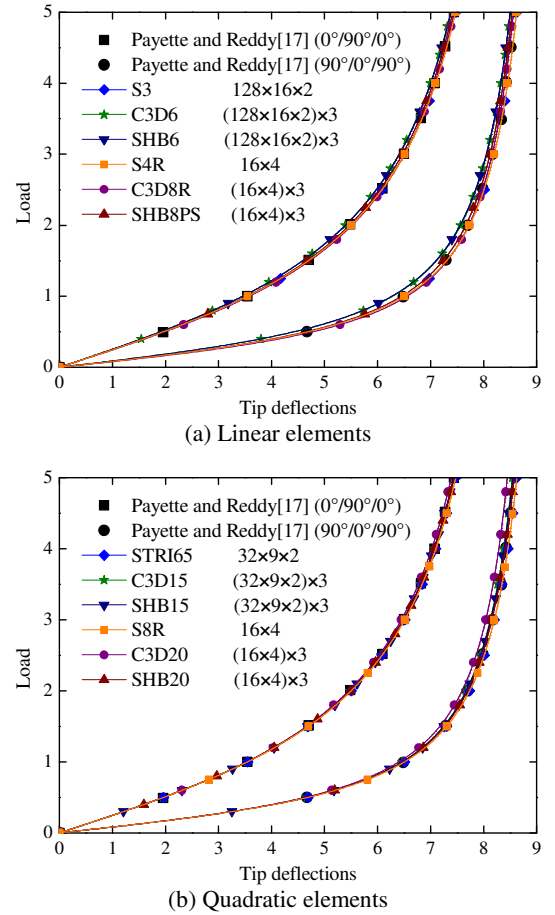 5
4
3
2
1
0
Load
Payette and Reddy[17] (0°/90°/0°)
Payette and Reddy[17] (90°/0°/90°)
S3 128×16×2
C3D6 (128×16×2)×3
SHB6 (128×16×2)×3
S4R 16×4
C3D8R (16×4)×3
SHB8PS (16×4)×3
0 1 2 3 4 5 6 7 8 9
Tip deflections
(a) Linear elements
5
4
3
2
1
0
Load
Payette and Reddy[17] (0°/90°/0°)
Payette and Reddy[17] (90°/0°/90°)
STRI65 32×9×2
C3D15 (32×9×2)×3
SHB15 (32×9×2)×3
S8R 16×4
C3D20 (16×4)×3
SHB20 (16×4)×3
0 1 2 3 4 5 6 7 8 9
Tip deflections
(b) Quadratic elements